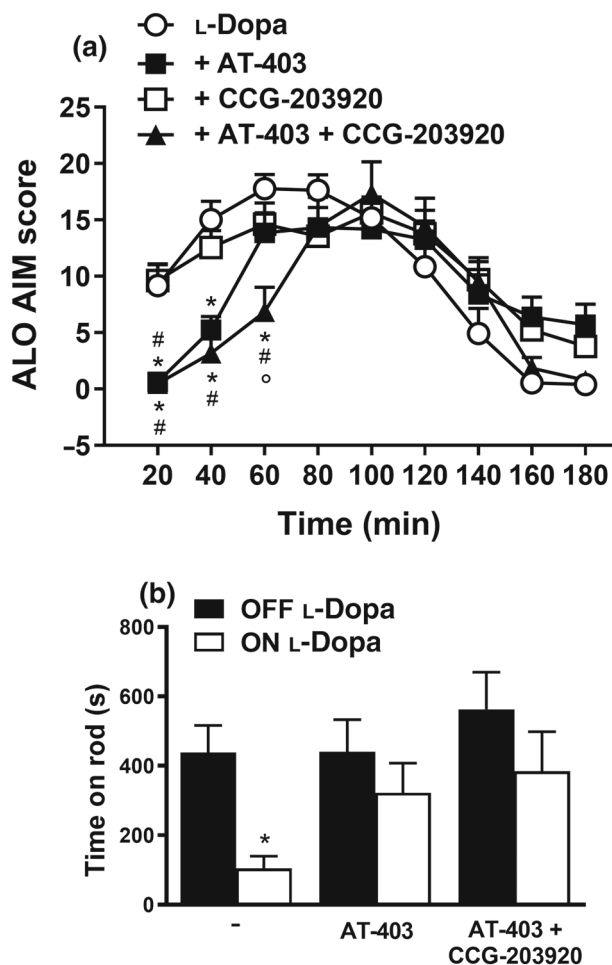 (a)
L-Dopa
+ AT-403
+ CCG-203920
+ AT-403 + CCG-203920
ALO AIM score
25
20
15
10
5
0
–5
#
*
*
#
*
*
#
*
#
°
20 40 60 80 100 120 140 160 180
Time (min)
(b)
OFF L-Dopa
ON L-Dopa
Time on rod (s)
800
600
400
200
0
*
- AT-403 AT-403 +
CCG-203920